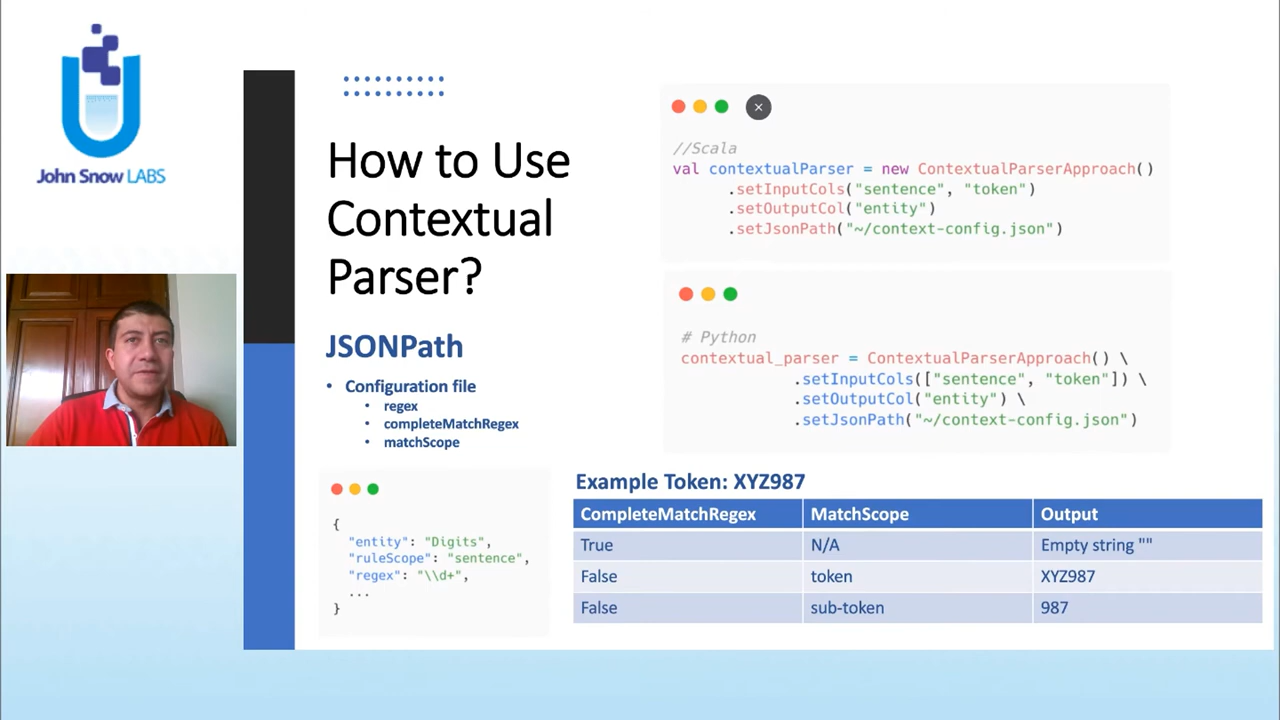 John Snow LABS
How to Use
Contextual
Parser?
JSONPath
• Configuration file
• regex
• completeMatchRegex
• matchScope
{
"entity": "Digits",
"ruleScope": "sentence",
"regex": "\\d+",
...
}
//Scala
val contextualParser = new ContextualParserApproach()
.setInputCols("sentence", "token")
.setOutputCol("entity")
.setJsonPath("~/context-config.json")
# Python
contextual_parser = ContextualParserApproach() \
.setInputCols(["sentence", "token"]) \
.setOutputCol("entity") \
.setJsonPath("~/context-config.json")
Example Token: XYZ987
CompleteMatchRegex MatchScope Output
True N/A Empty string ""
False token XYZ987
False sub-token 987